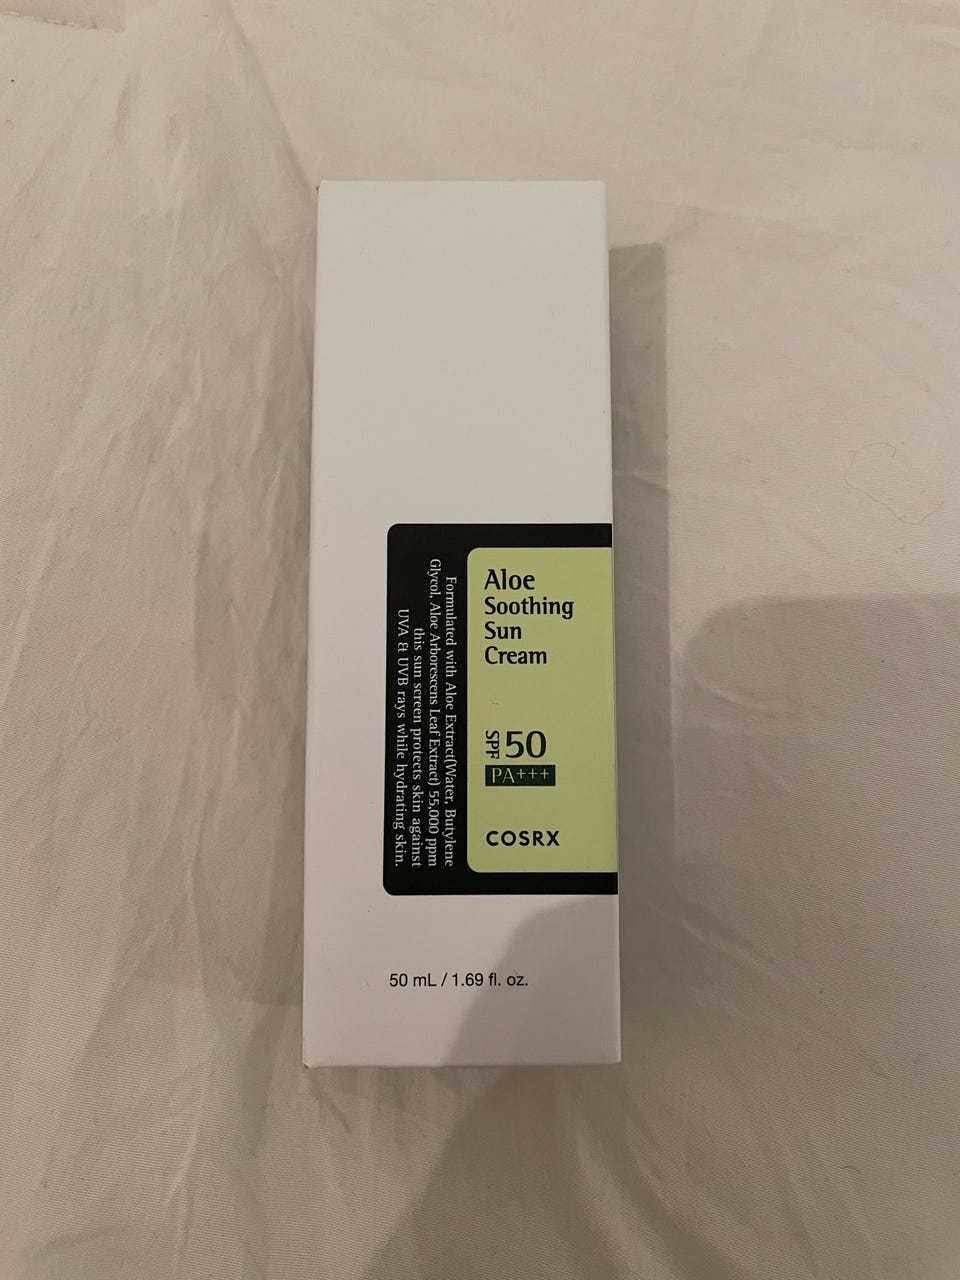 Aloe
Soothing
Sun
Cream
SPF 50
PA+++
COSRX
Formulated with Aloe Extract(Water, Butylene
Glycol, Aloe Arborescens Leaf Extract) 55,000 ppm
this sun screen protects skin against
UVA & UVB rays while hydrating skin.
50 mL / 1.69 fl. oz.